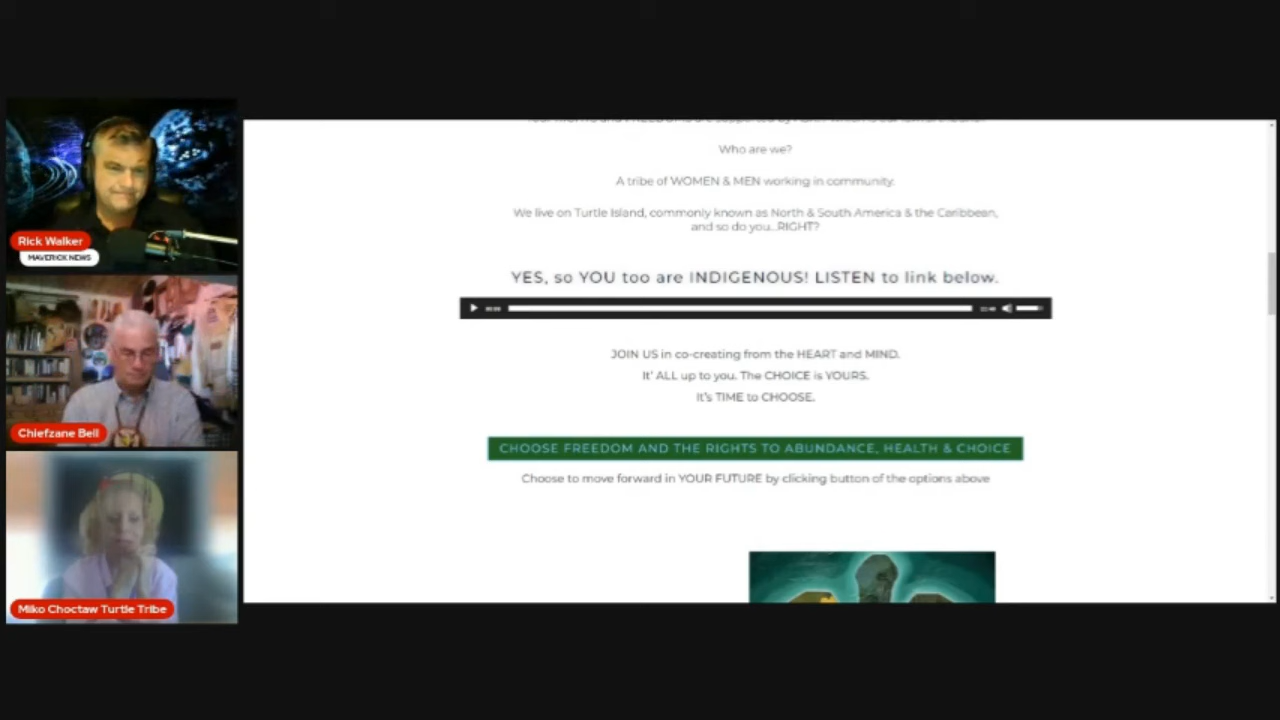 Rick Walker
MAVERICK NEWS
Chiefzane Bell
Miko Choctaw Turtle Tribe
Who are we?
A tribe of WOMEN & MEN working in community.
We live on Turtle Island, commonly known as North & South America & the Caribbean,
and so do you...RIGHT?
YES, so YOU too are INDIGENOUS! LISTEN to link below.
JOIN US in co-creating from the HEART and MIND.
It' ALL up to you. The CHOICE is YOURS.
It's TIME to CHOOSE.
CHOOSE FREEDOM AND THE RIGHTS TO ABUNDANCE, HEALTH & CHOICE
Choose to move forward in YOUR FUTURE by clicking button of the options above